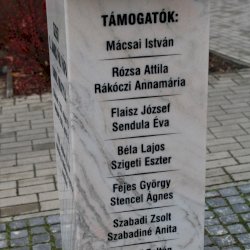 TÁMOGATÓK:
Mácsai István
Rózsa Attila
Rákóczi Annamária
Flaisz József
Sendula Éva
Béla Lajos
Szigeti Eszter
Fejes György
Stencel Ágnes
Szabadi Zsolt
Szabadiné Anita
Zoltán